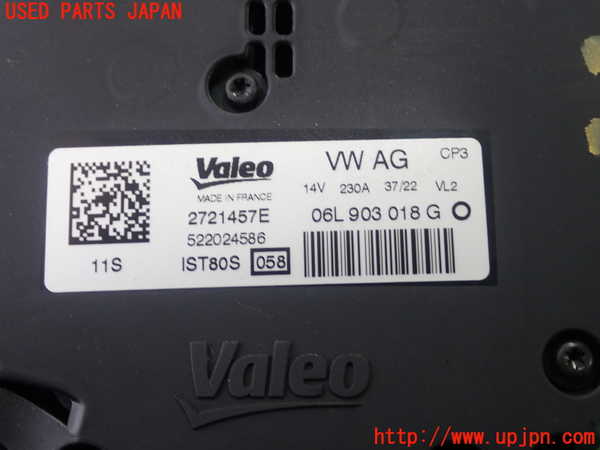 USED PARTS JAPAN
Valeo
MADE IN FRANCE
2721457E
522024586
11S
IST80S 058
VW AG CP3
14V 230A 37/22 VL2
06L 903 018 G
Valeo
http://www.upjpn.com/